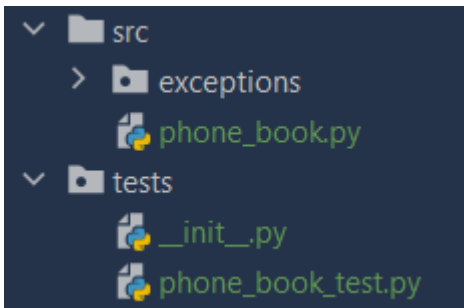 src
exceptions
phone_book.py
tests
__init__.py
phone_book_test.py